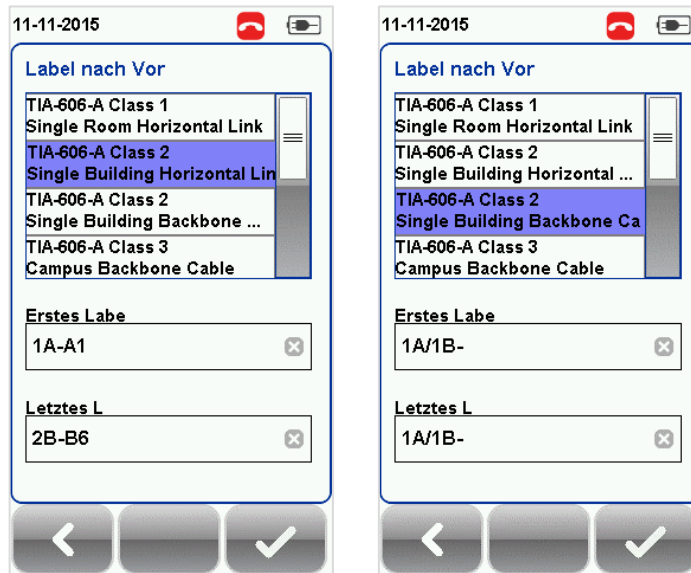 11-11-2015
Label nach Vor
TIA-606-A Class 1
Single Room Horizontal Link
TIA-606-A Class 2
Single Building Horizontal Lin
TIA-606-A Class 2
Single Building Backbone ...
TIA-606-A Class 3
Campus Backbone Cable
Erstes Labe
1A-A1
Letztes L
2B-B6
11-11-2015
Label nach Vor
TIA-606-A Class 1
Single Room Horizontal Link
TIA-606-A Class 2
Single Building Horizontal ...
TIA-606-A Class 2
Single Building Backbone Ca
TIA-606-A Class 3
Campus Backbone Cable
Erstes Labe
1A/1B-
Letztes L
1A/1B-